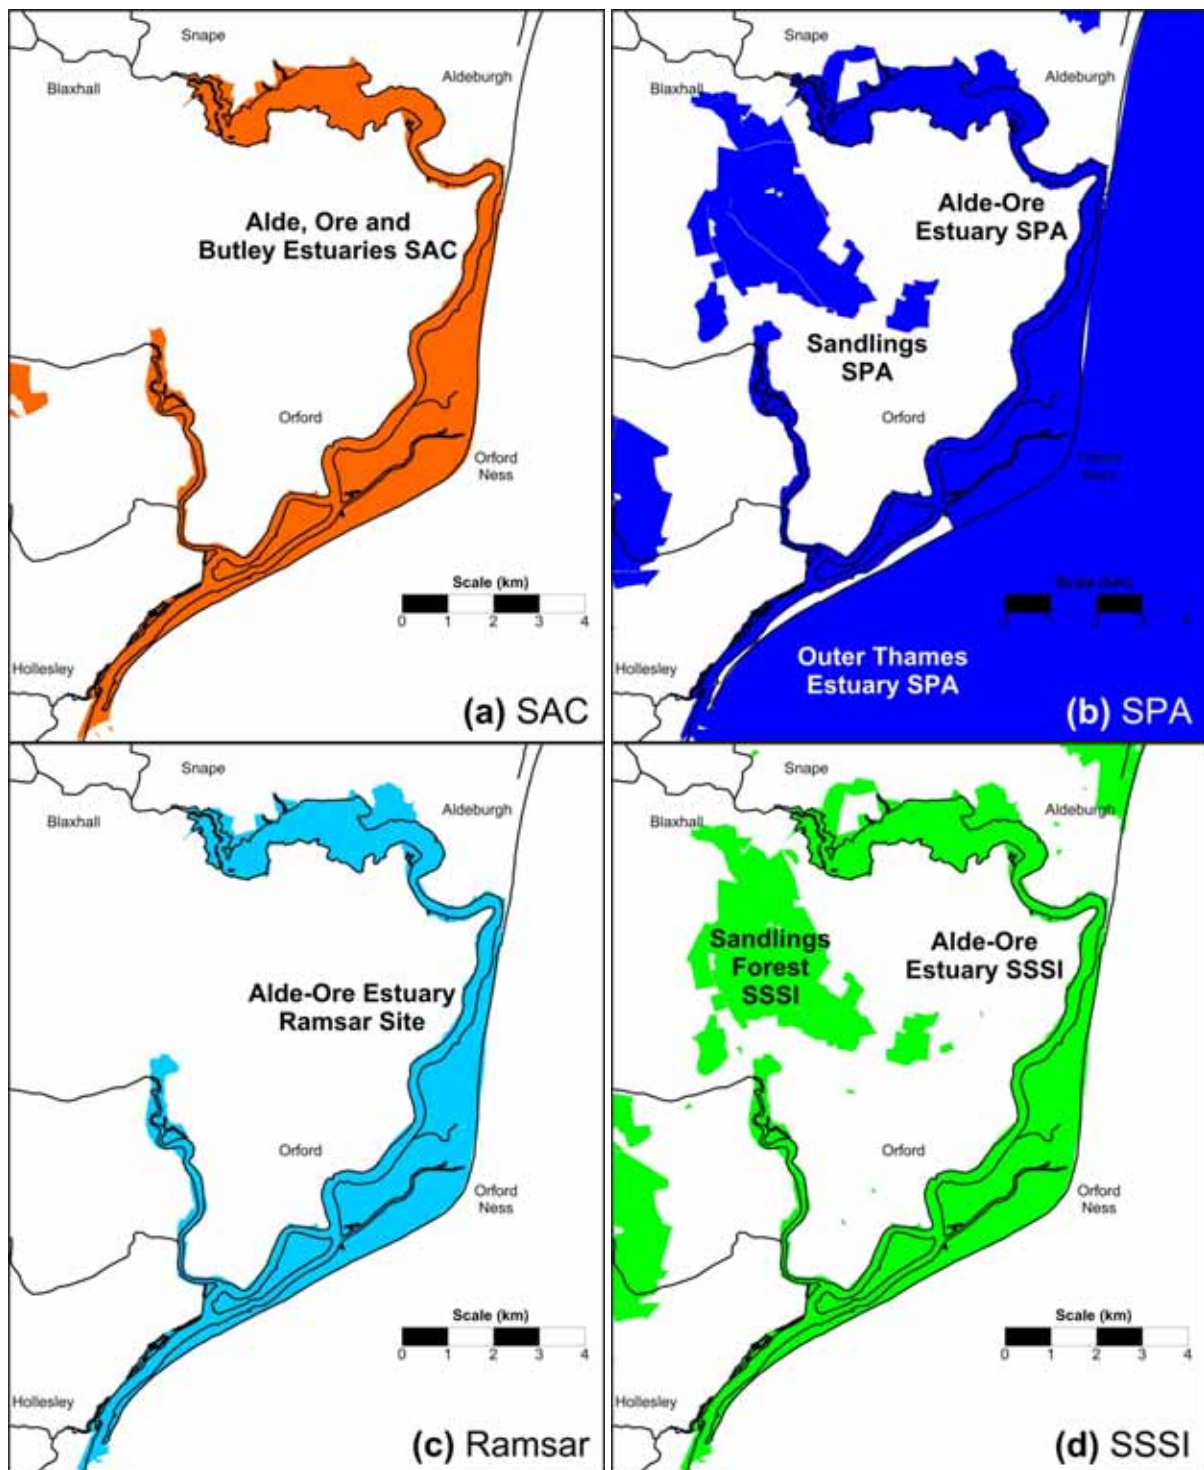 Snape
Blaxhall
Aldeburgh
Alde, Ore and
Butley Estuaries SAC
Orford
Orford
Ness
Scale (km)
0 1 2 3 4
Hollesley
(a) SAC
Snape
Blaxhall
Aldeburgh
Alde-Ore
Estuary SPA
Sandlings
SPA
Orford
Orford
Ness
Scale (km)
Hollesley
Outer Thames
Estuary SPA
(b) SPA
Snape
Blaxhall
Aldeburgh
Alde-Ore Estuary
Ramsar Site
Orford
Orford
Ness
Scale (km)
0 1 2 3 4
Hollesley
(c) Ramsar
Snape
Blaxhall
Aldeburgh
Sandlings
Forest
SSSI
Alde-Ore
Estuary SSSI
Orford
Orford
Ness
Scale (km)
0 1 2 3 4
Hollesley
(d) SSSI